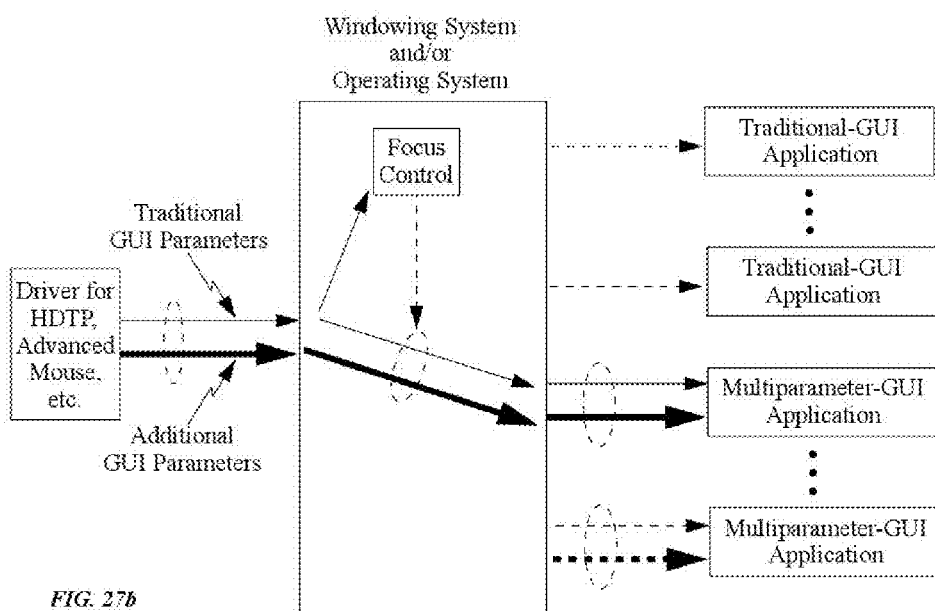 Windowing System
and/or
Operating System
Focus
Control
Traditional
GUI Parameters
Driver for
HDTP,
Advanced
Mouse,
etc.
Additional
GUI Parameters
Traditional-GUI
Application
Traditional-GUI
Application
Multiparameter-GUI
Application
Multiparameter-GUI
Application
FIG. 27b